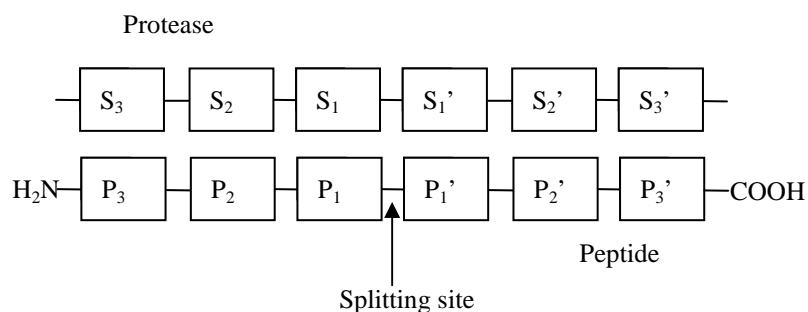 Protease
S₃ S₂ S₁ S₁’ S₂’ S₃’
H₂N P₃ P₂ P₁ P₁’ P₂’ P₃’ COOH
Peptide
Splitting site